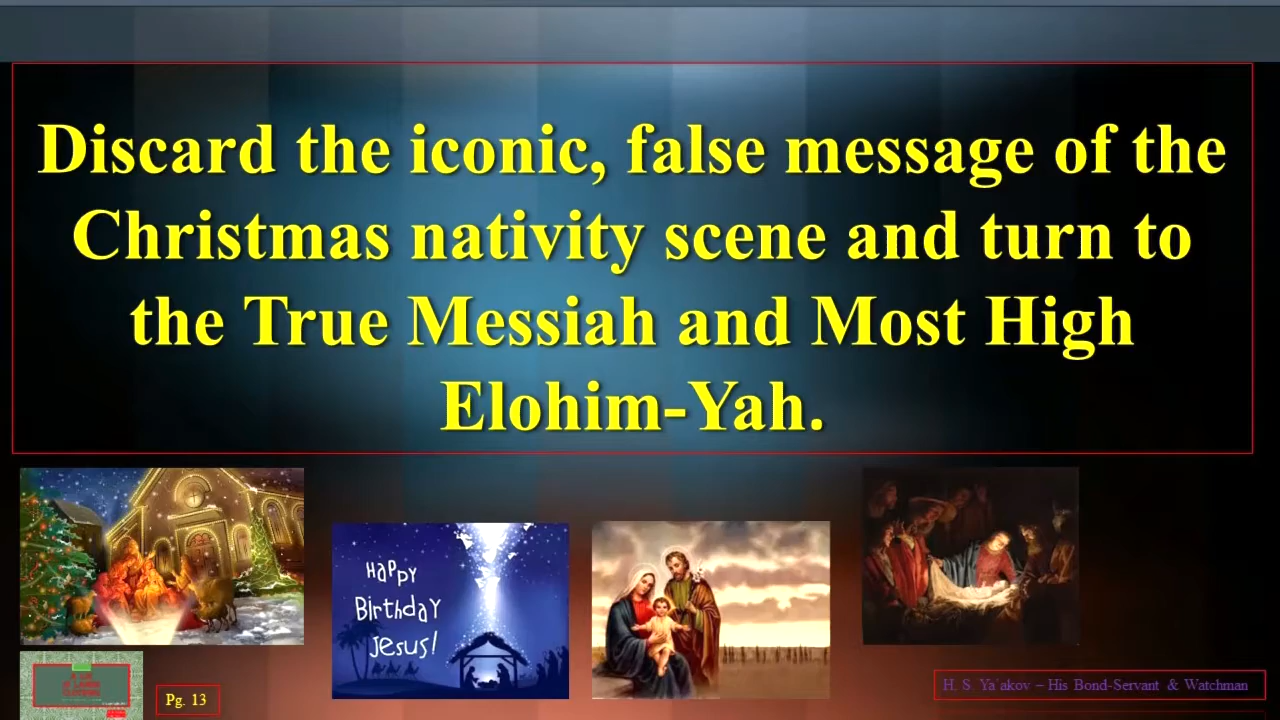 Discard the iconic, false message of the
Christmas nativity scene and turn to
the True Messiah and Most High
Elohim-Yah.
Happy
Birthday
Jesus!
Pg. 13
H. S. Ya'akov – His Bond-Servant & Watchman